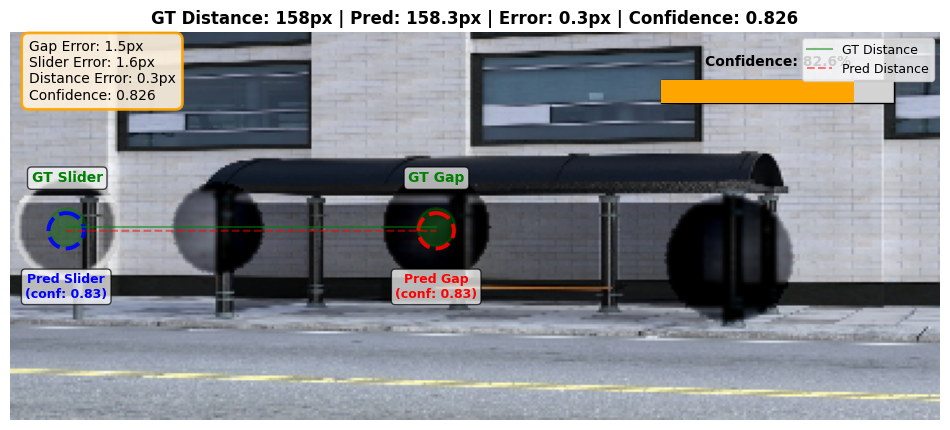 GT Distance: 158px | Pred: 158.3px | Error: 0.3px | Confidence: 0.826
Gap Error: 1.5px
Slider Error: 1.6px
Distance Error: 0.3px
Confidence: 0.826
Confidence: 82.6%
GT Distance
Pred Distance
GT Slider
GT Gap
Pred Slider
(conf: 0.83)
Pred Gap
(conf: 0.83)